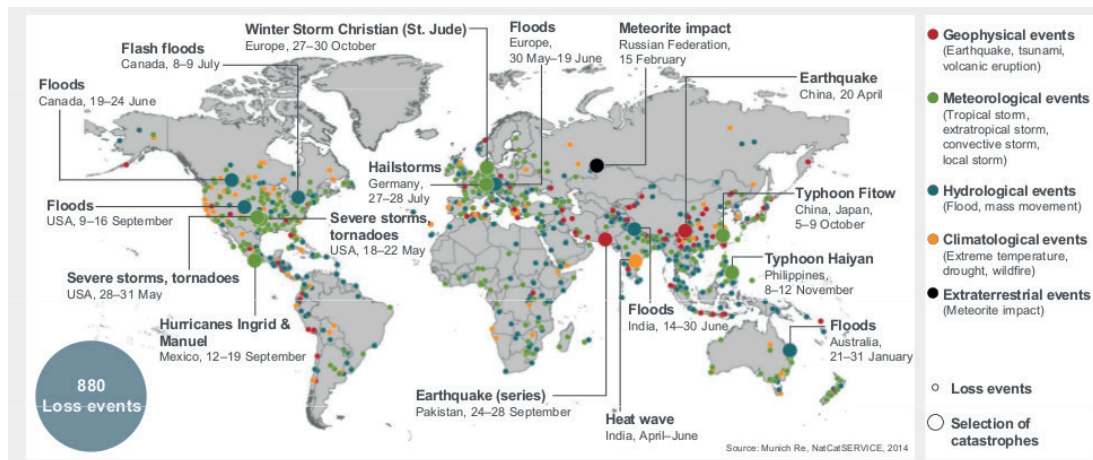 Winter Storm Christian (St. Jude)
Europe, 27–30 October
Floods
Europe,
30 May–19 June
Meteorite impact
Russian Federation,
15 February
Flash floods
Canada, 8–9 July
Earthquake
China, 20 April
Floods
Canada, 19–24 June
Hailstorms
Germany,
27–28 July
Typhoon Fitow
China, Japan,
5–9 October
Floods
USA, 9–16 September
Severe storms,
tornadoes
USA, 18–22 May
Typhoon Haiyan
Philippines,
8–12 November
Severe storms, tornadoes
USA, 28–31 May
Floods
India, 14–30 June
Hurricanes Ingrid &
Manuel
Mexico, 12–19 September
Floods
Australia,
21–31 January
Earthquake (series)
Pakistan, 24–28 September
Heat wave
India, April–June
880
Loss events
Source: Munich Re, NatCatSERVICE, 2014
Geophysical events
(Earthquake, tsunami,
volcanic eruption)
Meteorological events
(Tropical storm,
extratropical storm,
convective storm,
local storm)
Hydrological events
(Flood, mass movement)
Climatological events
(Extreme temperature,
drought, wildfire)
Extraterrestrial events
(Meteorite impact)
Loss events
Selection of
catastrophes